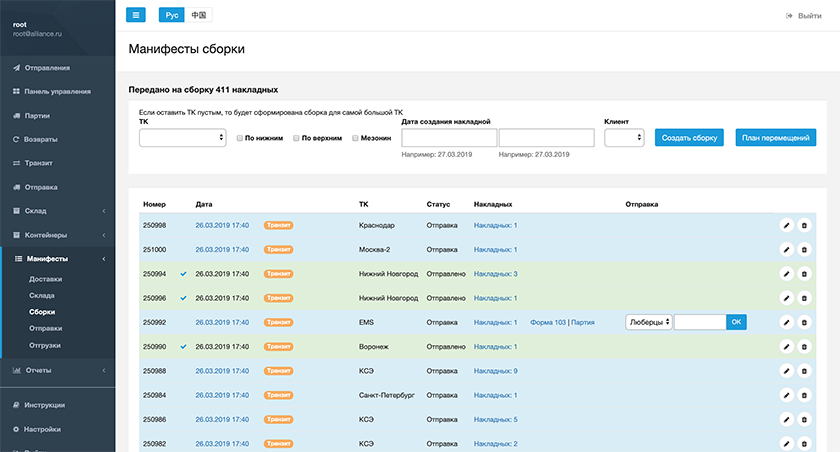 root
root@alliance.ru
Отправления
Панель управления
Партии
Возвраты
Транзит
Отправка
Склад
Контейнеры
Манифесты
Доставки
Склада
Сборки
Отправки
Отгрузки
Отчеты
Инструкции
Настройки
Рус 中国
Выйти
Манифесты сборки
Передано на сборку 411 накладных
Если оставить ТК пустым, то будет сформирована сборка для самой большой ТК
ТК Дата создания накладной Клиент
По нижним По верхним Мезонин Создать сборку План перемещений
Например: 27.03.2019 Например: 27.03.2019
Номер Дата ТК Статус Накладных Отправка
250998 26.03.2019 17:40 Транзит Краснодар Отправка Накладных: 1
251000 26.03.2019 17:40 Транзит Москва-2 Отправка Накладных: 1
250994 26.03.2019 17:40 Транзит Нижний Новгород Отправлено Накладных: 3
250996 26.03.2019 17:40 Транзит Нижний Новгород Отправлено Накладных: 1
250992 26.03.2019 17:40 Транзит EMS Отправка Накладных: 1 Форма 103 | Партия Люберцы ОК
250990 26.03.2019 17:40 Транзит Воронеж Отправлено Накладных: 1
250988 26.03.2019 17:40 Транзит КСЭ Отправка Накладных: 9
250984 26.03.2019 17:40 Транзит Санкт-Петербург Отправка Накладных: 1
250986 26.03.2019 17:40 Транзит КСЭ Отправка Накладных: 5
250982 26.03.2019 17:40 Транзит КСЭ Отправка Накладных: 2